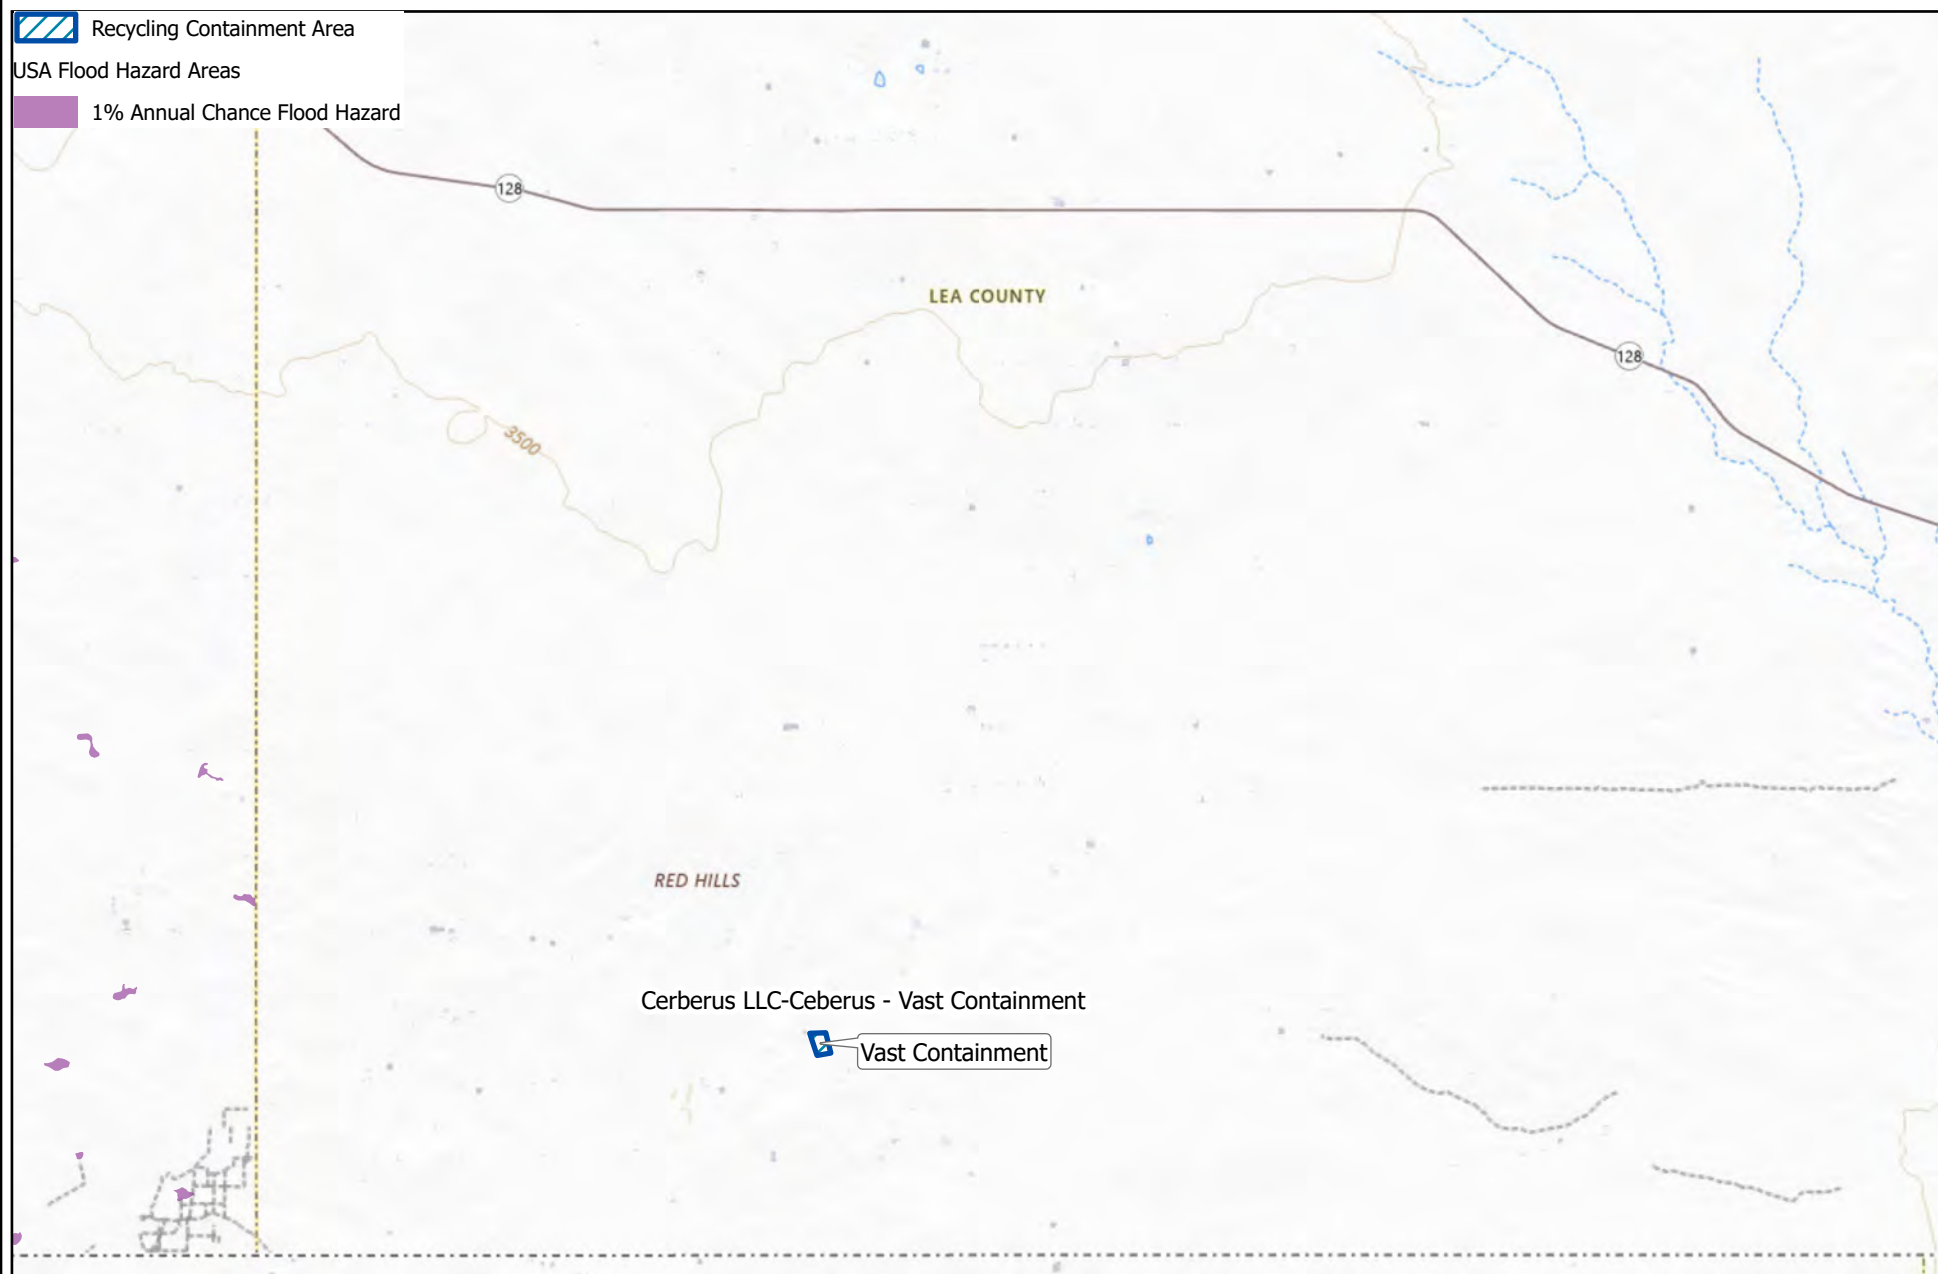 Recycling Containment Area
USA Flood Hazard Areas
1% Annual Chance Flood Hazard
128
LEA COUNTY
128
3500
RED HILLS
Cerberus LLC-Ceberus - Vast Containment
Vast Containment